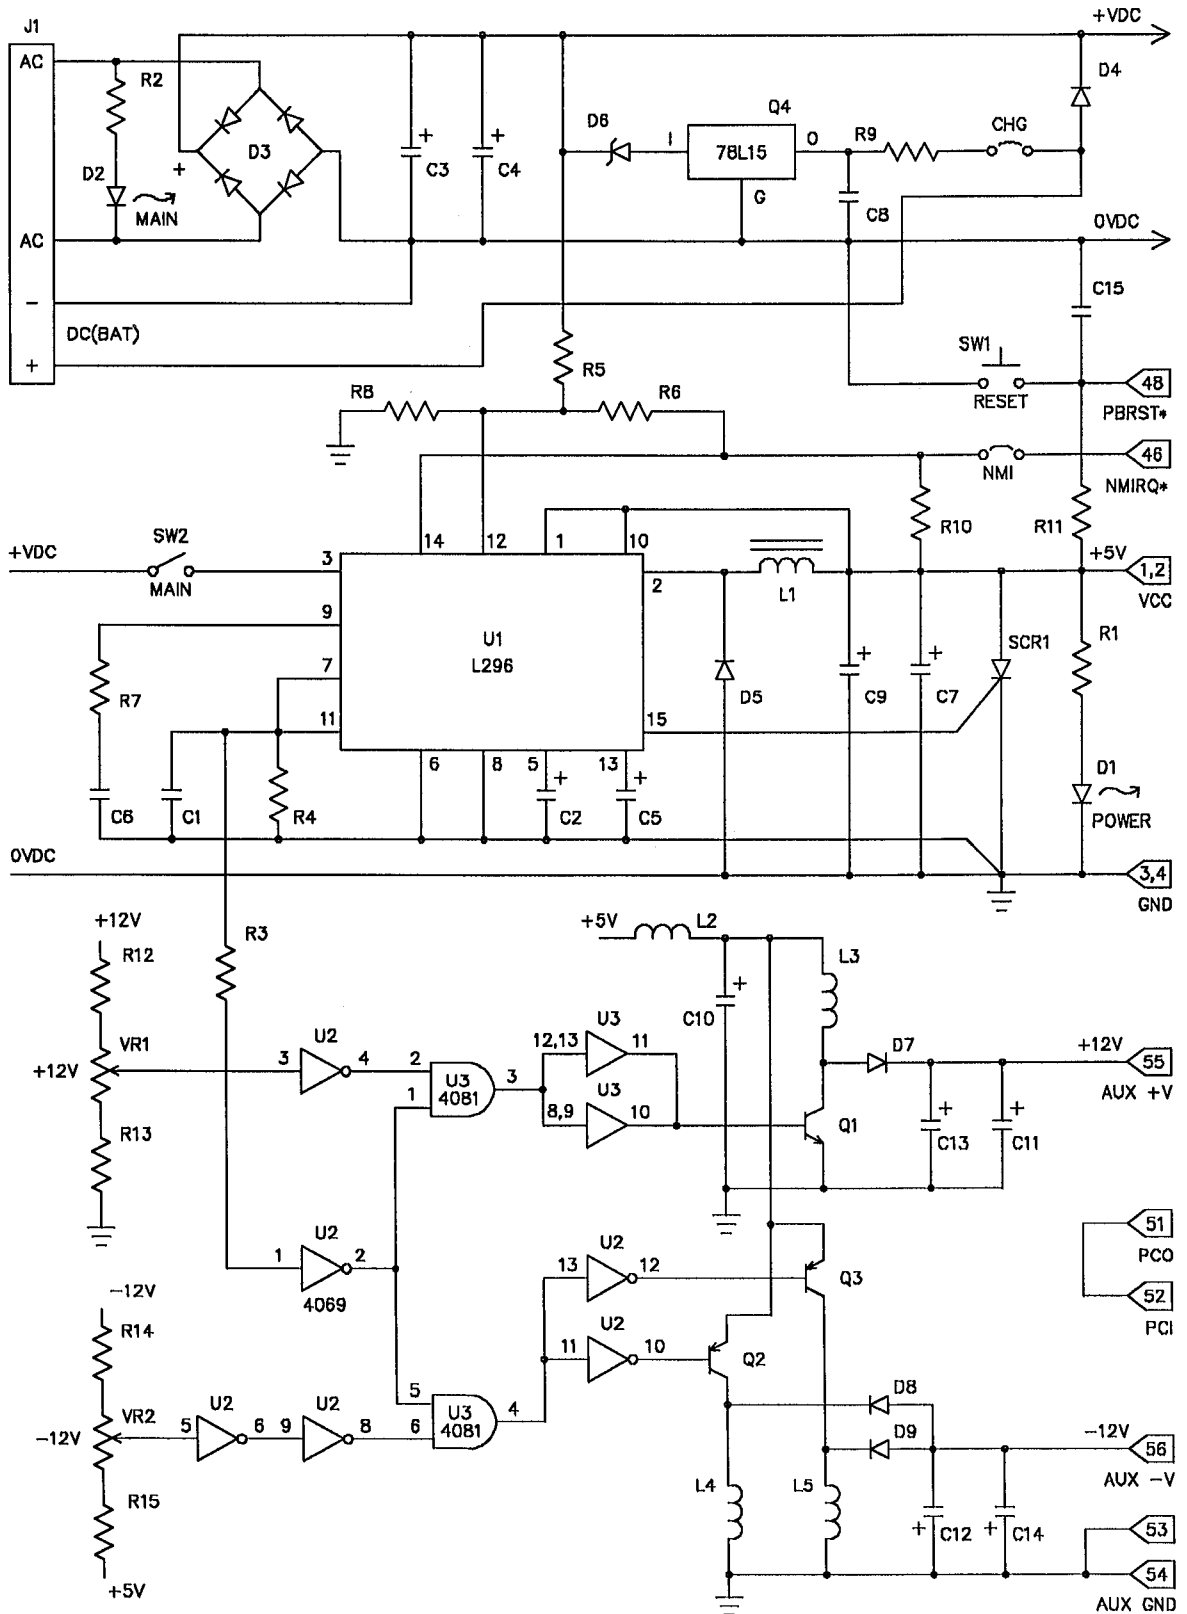 J1
+VDC
AC
R2
D4
D6
Q4
I
78L15
O
R9
CHG
D3
+
C3
+
C4
D2
+
MAIN
G
C8
AC
0VDC
−
C15
DC(BAT)
SW1
+
R5
48
R8
R6
RESET
PBRST*
46
NMI
NMIRQ*
SW2
14
12
1
10
R10
R11
+VDC
3
+5V
MAIN
2
L1
1,2
VCC
9
U1
L296
SCR1
R1
7
+
+
R7
D5
C9
C7
11
15
6
8
5
+
13
+
D1
C6
C1
R4
C2
C5
POWER
0VDC
3,4
GND
+12V
+5V
L2
R3
R12
L3
+
C10
U2
U3
12,13
11
VR1
3
4
2
D7
+12V
+12V
U3
4081
3
U3
55
1
8,9
10
AUX +V
+
+
R13
Q1
C13
C11
U2
U2
51
1
2
13
12
PCO
Q3
−12V
4069
52
R14
U2
PCI
11
10
Q2
5
D8
VR2
U2
U2
U3
4081
4
5
6
9
8
6
D9
−12V
−12V
56
AUX −V
R15
L4
L5
53
+
C12
+
C14
54
+5V
AUX GND